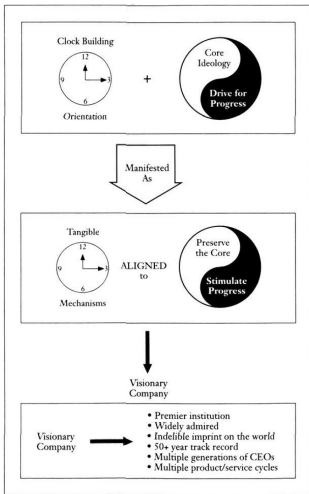 Clock Building
12
9
3
6
Orientation
+
Core
Ideology
Drive for
Progress
Manifested
As
Tangible
12
9
3
6
Mechanisms
ALIGNED
to
Preserve
the Core
Stimulate
Progress
Visionary
Company
Visionary
Company
• Premier institution
• Widely admired
• Indelible imprint on the world
• 50+ year track record
• Multiple generations of CEOs
• Multiple product/service cycles